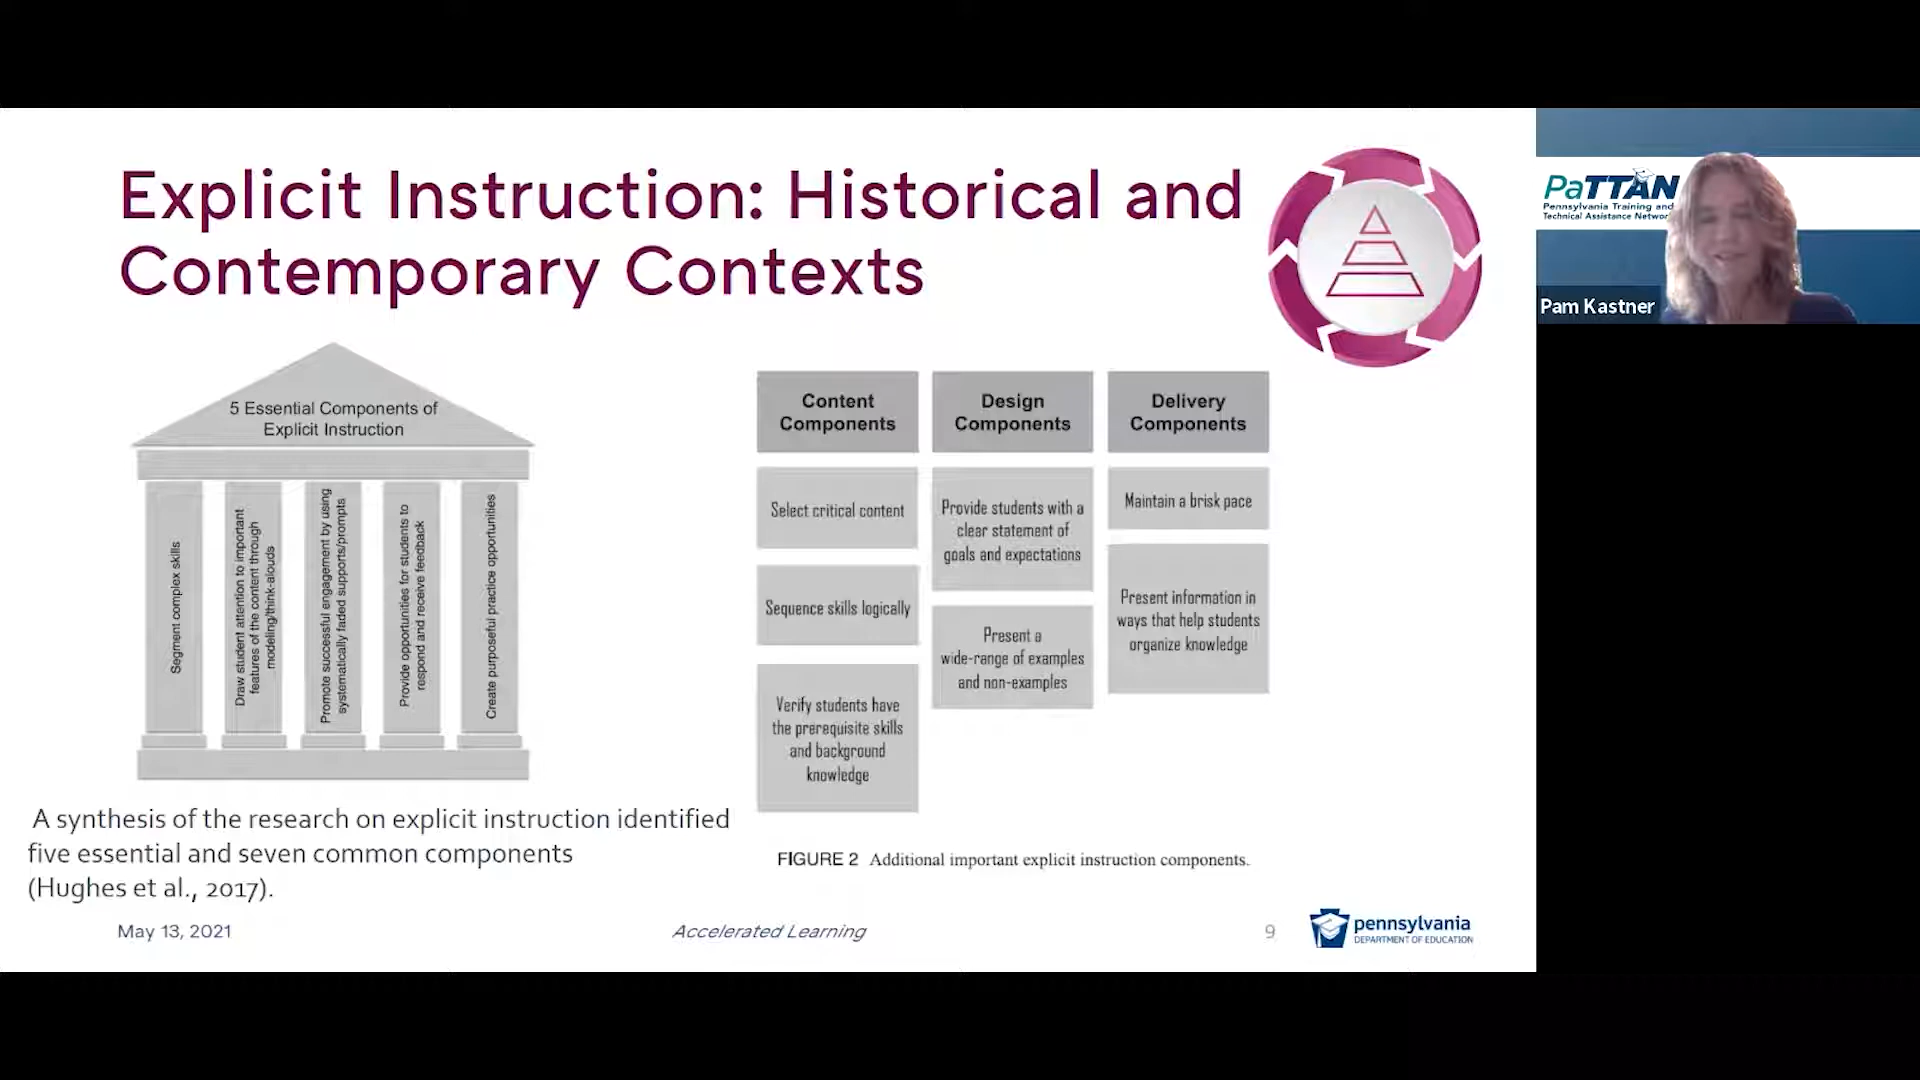 Explicit Instruction: Historical and
Contemporary Contexts
5 Essential Components of
Explicit Instruction
Segment complex skills
Draw student attention to important
features of the content through
modeling/think-alouds
Promote successful engagement by using
systematically faded supports/prompts
Provide opportunities for students to
respond and receive feedback
Create purposeful practice opportunities
A synthesis of the research on explicit instruction identified
five essential and seven common components
(Hughes et al., 2017).
Content
Components
Select critical content
Sequence skills logically
Verify students have
the prerequisite skills
and background
knowledge
Design
Components
Provide students with a
clear statement of
goals and expectations
Present a
wide-range of examples
and non-examples
Delivery
Components
Maintain a brisk pace
Present information in
ways that help students
organize knowledge
FIGURE 2 Additional important explicit instruction components.
May 13, 2021
Accelerated Learning
9
pennsylvania
DEPARTMENT OF EDUCATION
PaTTAN
Pennsylvania Training and
Technical Assistance Network
Pam Kastner